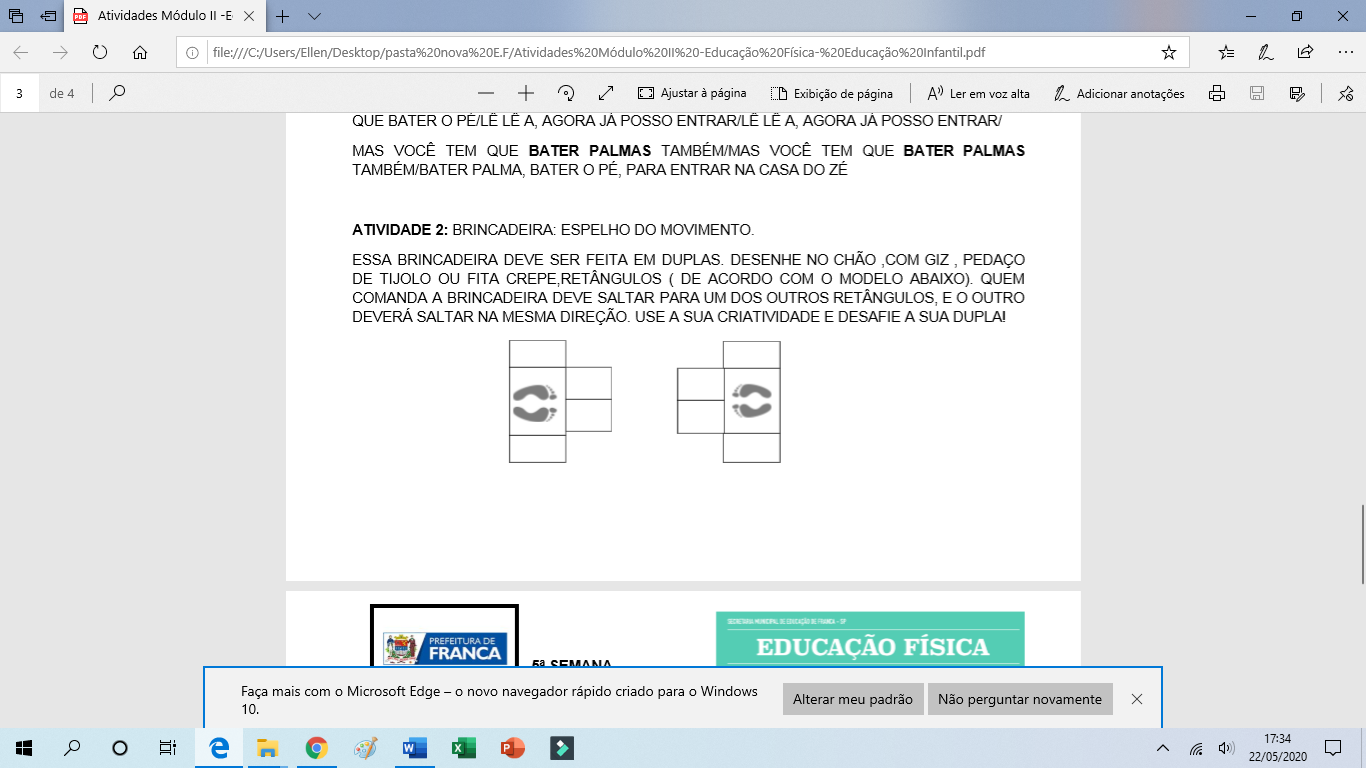 Atividades Módulo II -E
file:///C:/Users/Ellen/Desktop/pasta%20nova%20E.F/Atividades%20Módulo%20II%20-Educação%20Física-%20Educação%20Infantil.pdf
3 de 4
Ajustar à página
Exibição de página
Ler em voz alta
Adicionar anotações
QUE BATER O PÉ/LÊ LÊ A, AGORA JÁ POSSO ENTRAR/LÊ LÊ A, AGORA JÁ POSSO ENTRAR/
MAS VOCÊ TEM QUE BATER PALMAS TAMBÉM/MAS VOCÊ TEM QUE BATER PALMAS
TAMBÉM/BATER PALMA, BATER O PÉ, PARA ENTRAR NA CASA DO ZÉ
ATIVIDADE 2: BRINCADEIRA: ESPELHO DO MOVIMENTO.
ESSA BRINCADEIRA DEVE SER FEITA EM DUPLAS. DESENHE NO CHÃO ,COM GIZ , PEDAÇO
DE TIJOLO OU FITA CREPE,RETÂNGULOS ( DE ACORDO COM O MODELO ABAIXO). QUEM
COMANDA A BRINCADEIRA DEVE SALTAR PARA UM DOS OUTROS RETÂNGULOS, E O OUTRO
DEVERÁ SALTAR NA MESMA DIREÇÃO. USE A SUA CRIATIVIDADE E DESAFIE A SUA DUPLA!
PREFEITURA DE
FRANCA
5ª SEMANA
SECRETARIA MUNICIPAL DE EDUCAÇÃO DE FRANCA - SP
EDUCAÇÃO FÍSICA
Faça mais com o Microsoft Edge – o novo navegador rápido criado para o Windows
10.
Alterar meu padrão
Não perguntar novamente
17:34
22/05/2020